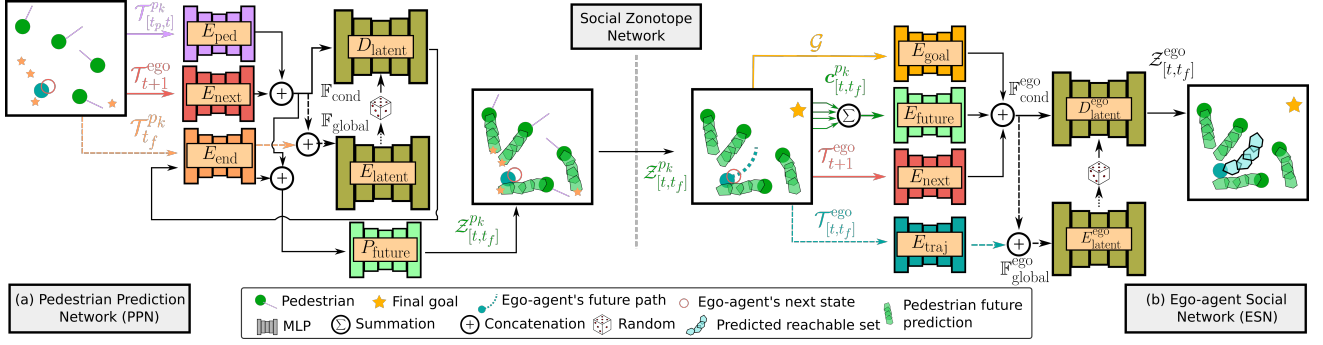 Social Zonotope
Network
𝒯^{p_k}_{[t_p,t]}
E_ped
D_latent
𝒯^{ego}_{t+1}
E_next
𝔽_cond
𝔽_global
𝒯^{p_k}_{t_f}
E_end
E_latent
𝒵^{p_k}_{[t,t_f]}
P_future
𝒵^{p_k}_{[t,t_f]}
𝒢
E_goal
c^{p_k}_{[t,t_f]}
Σ
E_future
𝔽^{ego}_{cond}
D^{ego}_{latent}
𝒵^{ego}_{[t,t_f]}
𝒯^{ego}_{t+1}
E_next
𝒯^{ego}_{[t,t_f]}
E_traj
𝔽^{ego}_{global}
E^{ego}_{latent}
(a) Pedestrian Prediction
Network (PPN)
Pedestrian
Final goal
Ego-agent's future path
Ego-agent's next state
Pedestrian future
prediction
MLP
Σ Summation
+ Concatenation
Random
Predicted reachable set
(b) Ego-agent Social
Network (ESN)